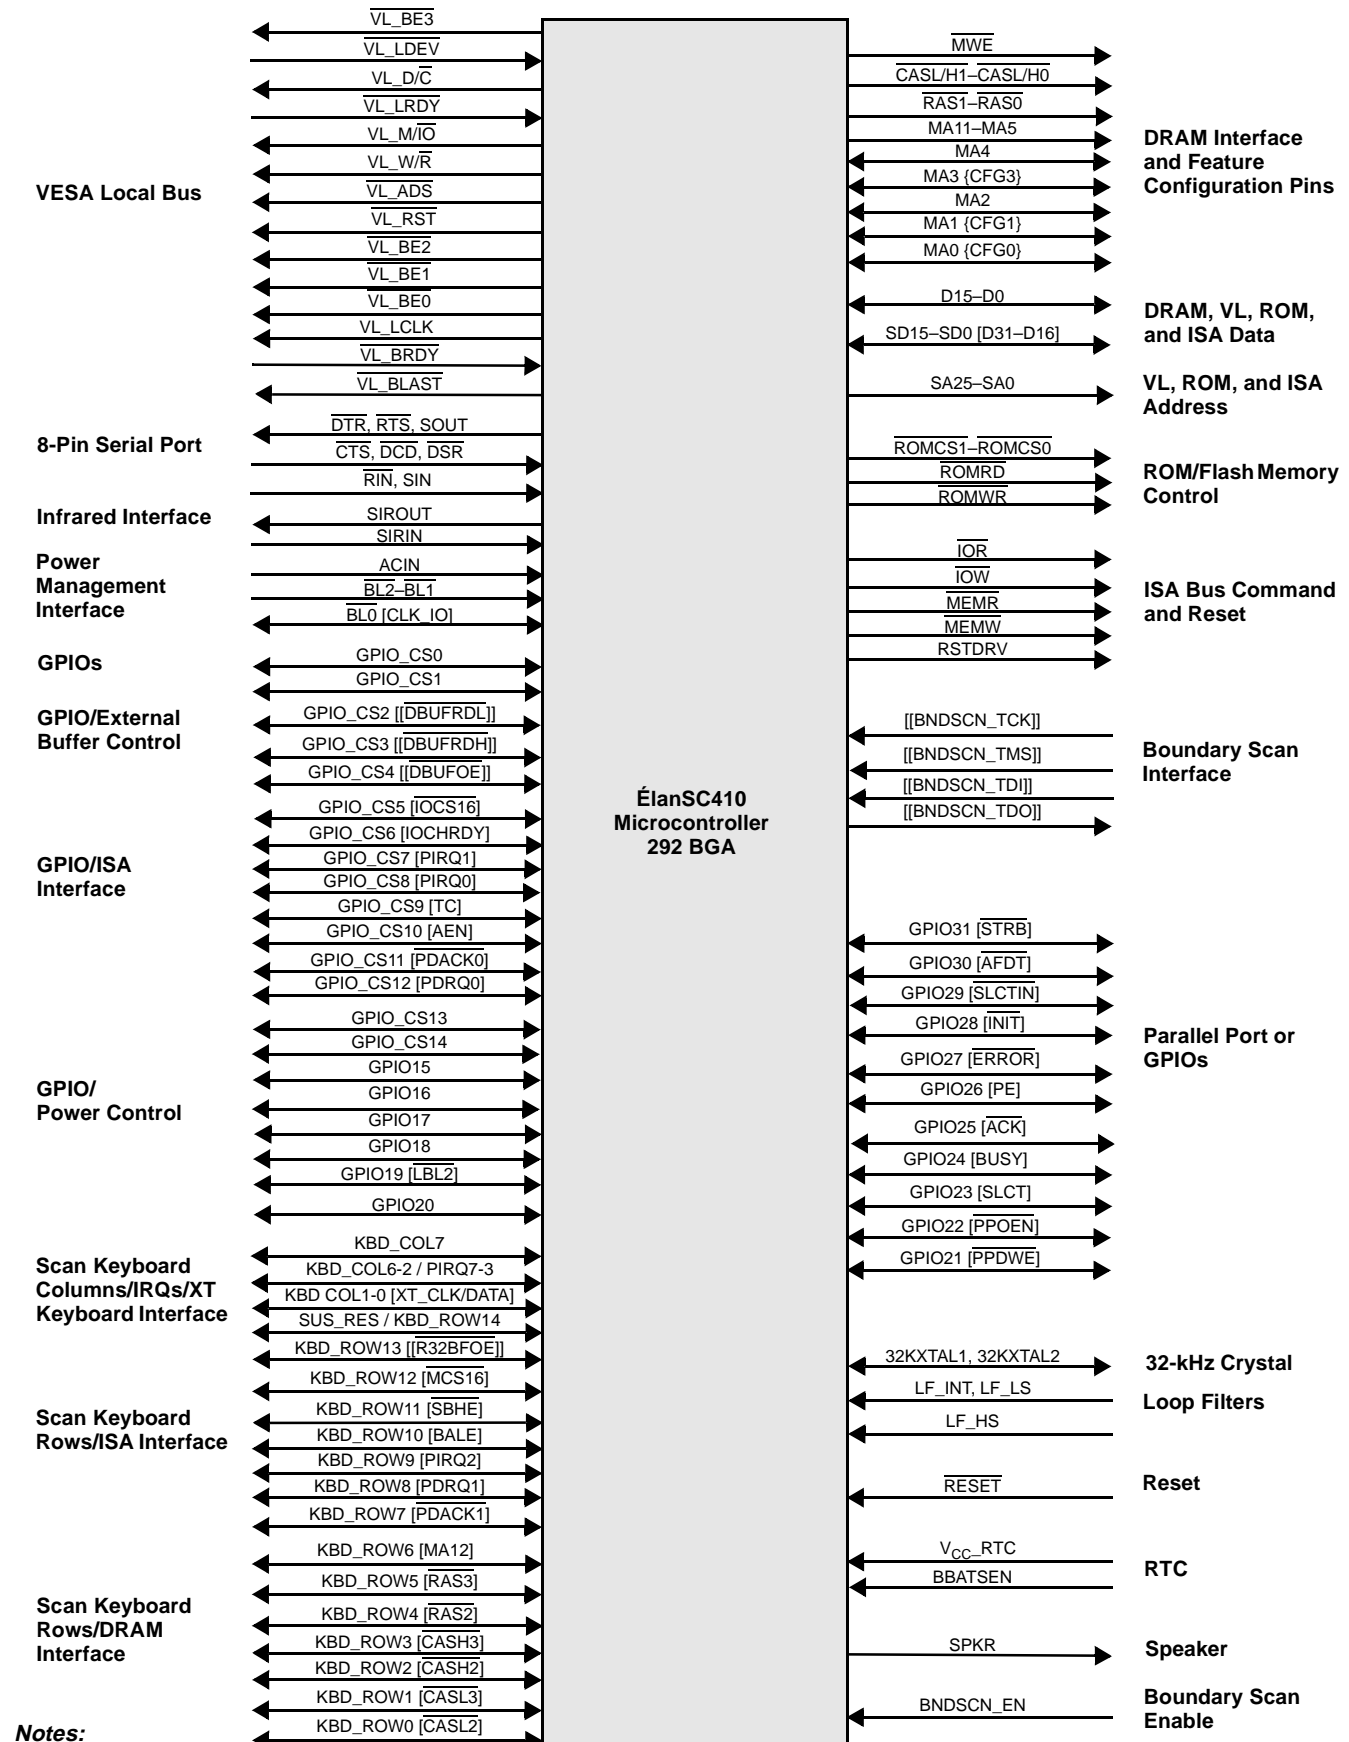 VESA Local Bus
VL_BE3
VL_LDEV
VL_D/C
VL_LRDY
VL_M/IO
VL_W/R
VL_ADS
VL_RST
VL_BE2
VL_BE1
VL_BE0
VL_LCLK
VL_BRDY
VL_BLAST
8-Pin Serial Port
DTR, RTS, SOUT
CTS, DCD, DSR
RIN, SIN
Infrared Interface
SIROUT
SIRIN
Power
Management
Interface
ACIN
BL2–BL1
BL0 [CLK_IO]
GPIOs
GPIO_CS0
GPIO_CS1
GPIO/External
Buffer Control
GPIO_CS2 [[DBUFRDL]]
GPIO_CS3 [[DBUFRDH]]
GPIO_CS4 [[DBUFOE]]
GPIO/ISA
Interface
GPIO_CS5 [IOCS16]
GPIO_CS6 [IOCHRDY]
GPIO_CS7 [PIRQ1]
GPIO_CS8 [PIRQ0]
GPIO_CS9 [TC]
GPIO_CS10 [AEN]
GPIO_CS11 [PDACK0]
GPIO_CS12 [PDRQ0]
GPIO/
Power Control
GPIO_CS13
GPIO_CS14
GPIO15
GPIO16
GPIO17
GPIO18
GPIO19 [LBL2]
GPIO20
Scan Keyboard
Columns/IRQs/XT
Keyboard Interface
KBD_COL7
KBD_COL6-2 / PIRQ7-3
KBD COL1-0 [XT_CLK/DATA]
SUS_RES / KBD_ROW14
KBD_ROW13 [[R32BFOE]]
Scan Keyboard
Rows/ISA Interface
KBD_ROW12 [MCS16]
KBD_ROW11 [SBHE]
KBD_ROW10 [BALE]
KBD_ROW9 [PIRQ2]
KBD_ROW8 [PDRQ1]
KBD_ROW7 [PDACK1]
Scan Keyboard
Rows/DRAM
Interface
KBD_ROW6 [MA12]
KBD_ROW5 [RAS3]
KBD_ROW4 [RAS2]
KBD_ROW3 [CASH3]
KBD_ROW2 [CASH2]
KBD_ROW1 [CASL3]
KBD_ROW0 [CASL2]
Notes:
ÉlanSC410
Microcontroller
292 BGA
MWE
CASL/H1–CASL/H0
RAS1–RAS0
MA11–MA5
MA4
MA3 {CFG3}
MA2
MA1 {CFG1}
MA0 {CFG0}
DRAM Interface
and Feature
Configuration Pins
D15–D0
SD15–SD0 [D31–D16]
DRAM, VL, ROM,
and ISA Data
SA25–SA0
VL, ROM, and ISA
Address
ROMCS1–ROMCS0
ROMRD
ROMWR
ROM/Flash Memory
Control
IOR
IOW
MEMR
MEMW
RSTDRV
ISA Bus Command
and Reset
[[BNDSCN_TCK]]
[[BNDSCN_TMS]]
[[BNDSCN_TDI]]
[[BNDSCN_TDO]]
Boundary Scan
Interface
GPIO31 [STRB]
GPIO30 [AFDT]
GPIO29 [SLCTIN]
GPIO28 [INIT]
GPIO27 [ERROR]
GPIO26 [PE]
GPIO25 [ACK]
GPIO24 [BUSY]
GPIO23 [SLCT]
GPIO22 [PPOEN]
GPIO21 [PPDWE]
Parallel Port or
GPIOs
32KXTAL1, 32KXTAL2
32-kHz Crystal
LF_INT, LF_LS
LF_HS
Loop Filters
RESET
Reset
VCC_RTC
BBATSEN
RTC
SPKR
Speaker
BNDSCN_EN
Boundary Scan
Enable